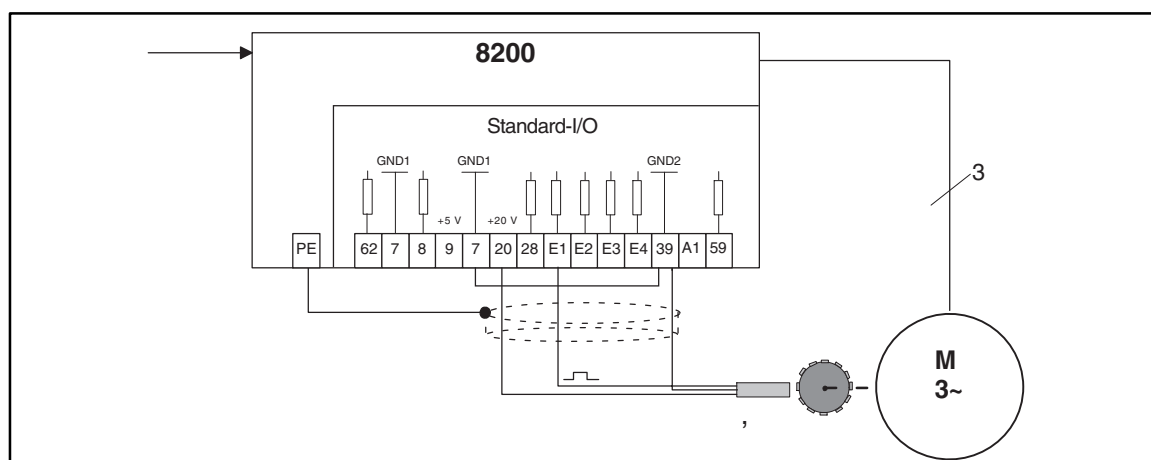 8200
Standard-I/O
GND1 GND1 GND2
+5 V +20 V
3
PE 62 7 8 9 7 20 28 E1 E2 E3 E4 39 A1 59
M
3~
,